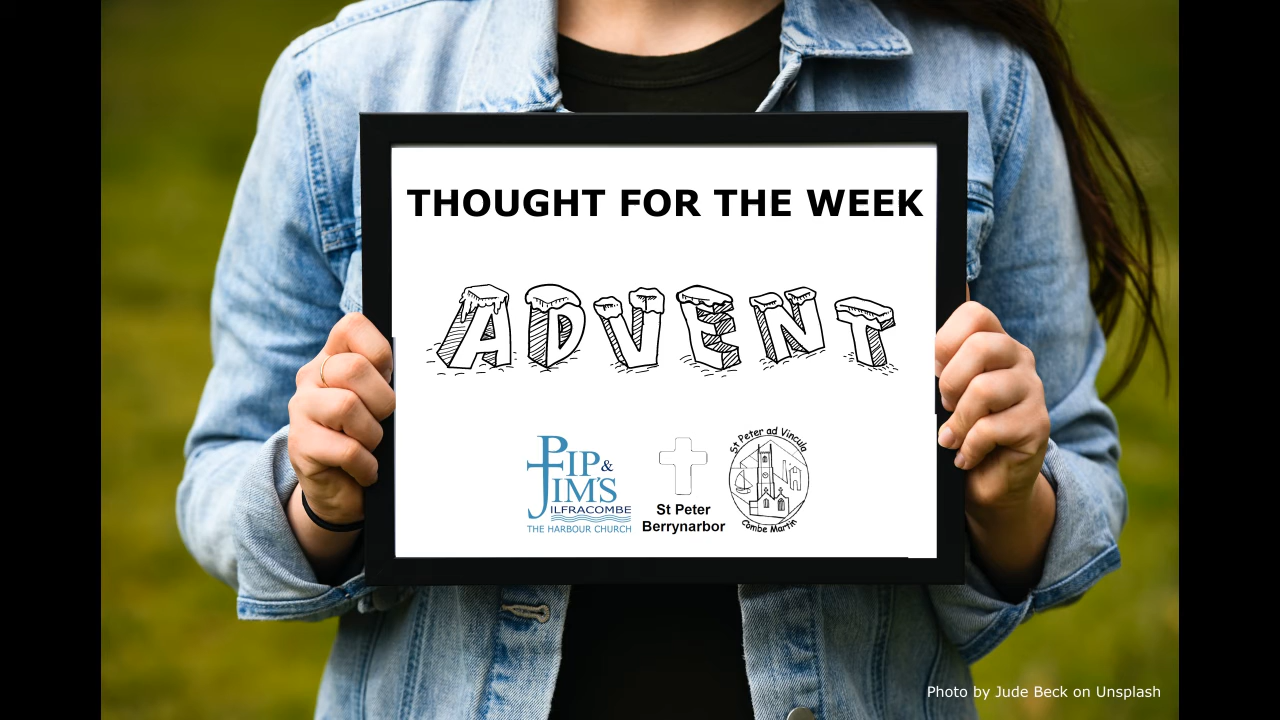 THOUGHT FOR THE WEEK
ADVENT
PIP &
JIM'S
ILFRACOMBE
THE HARBOUR CHURCH
St Peter
Berrynarbor
St Peter ad Vincula
Combe Martin
Photo by Jude Beck on Unsplash